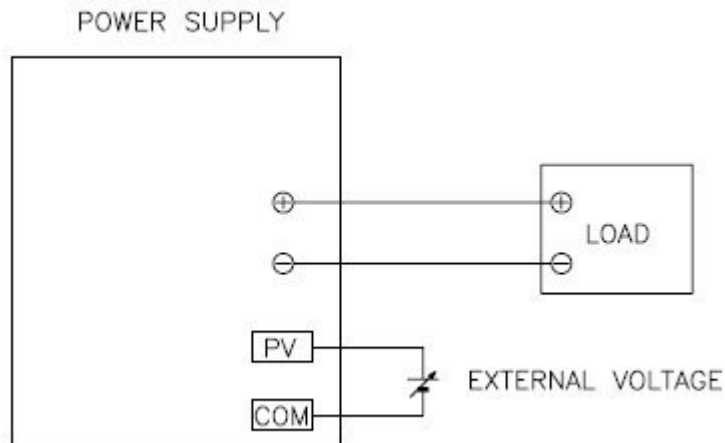 POWER SUPPLY
+
+
LOAD
−
−
PV
EXTERNAL VOLTAGE
COM